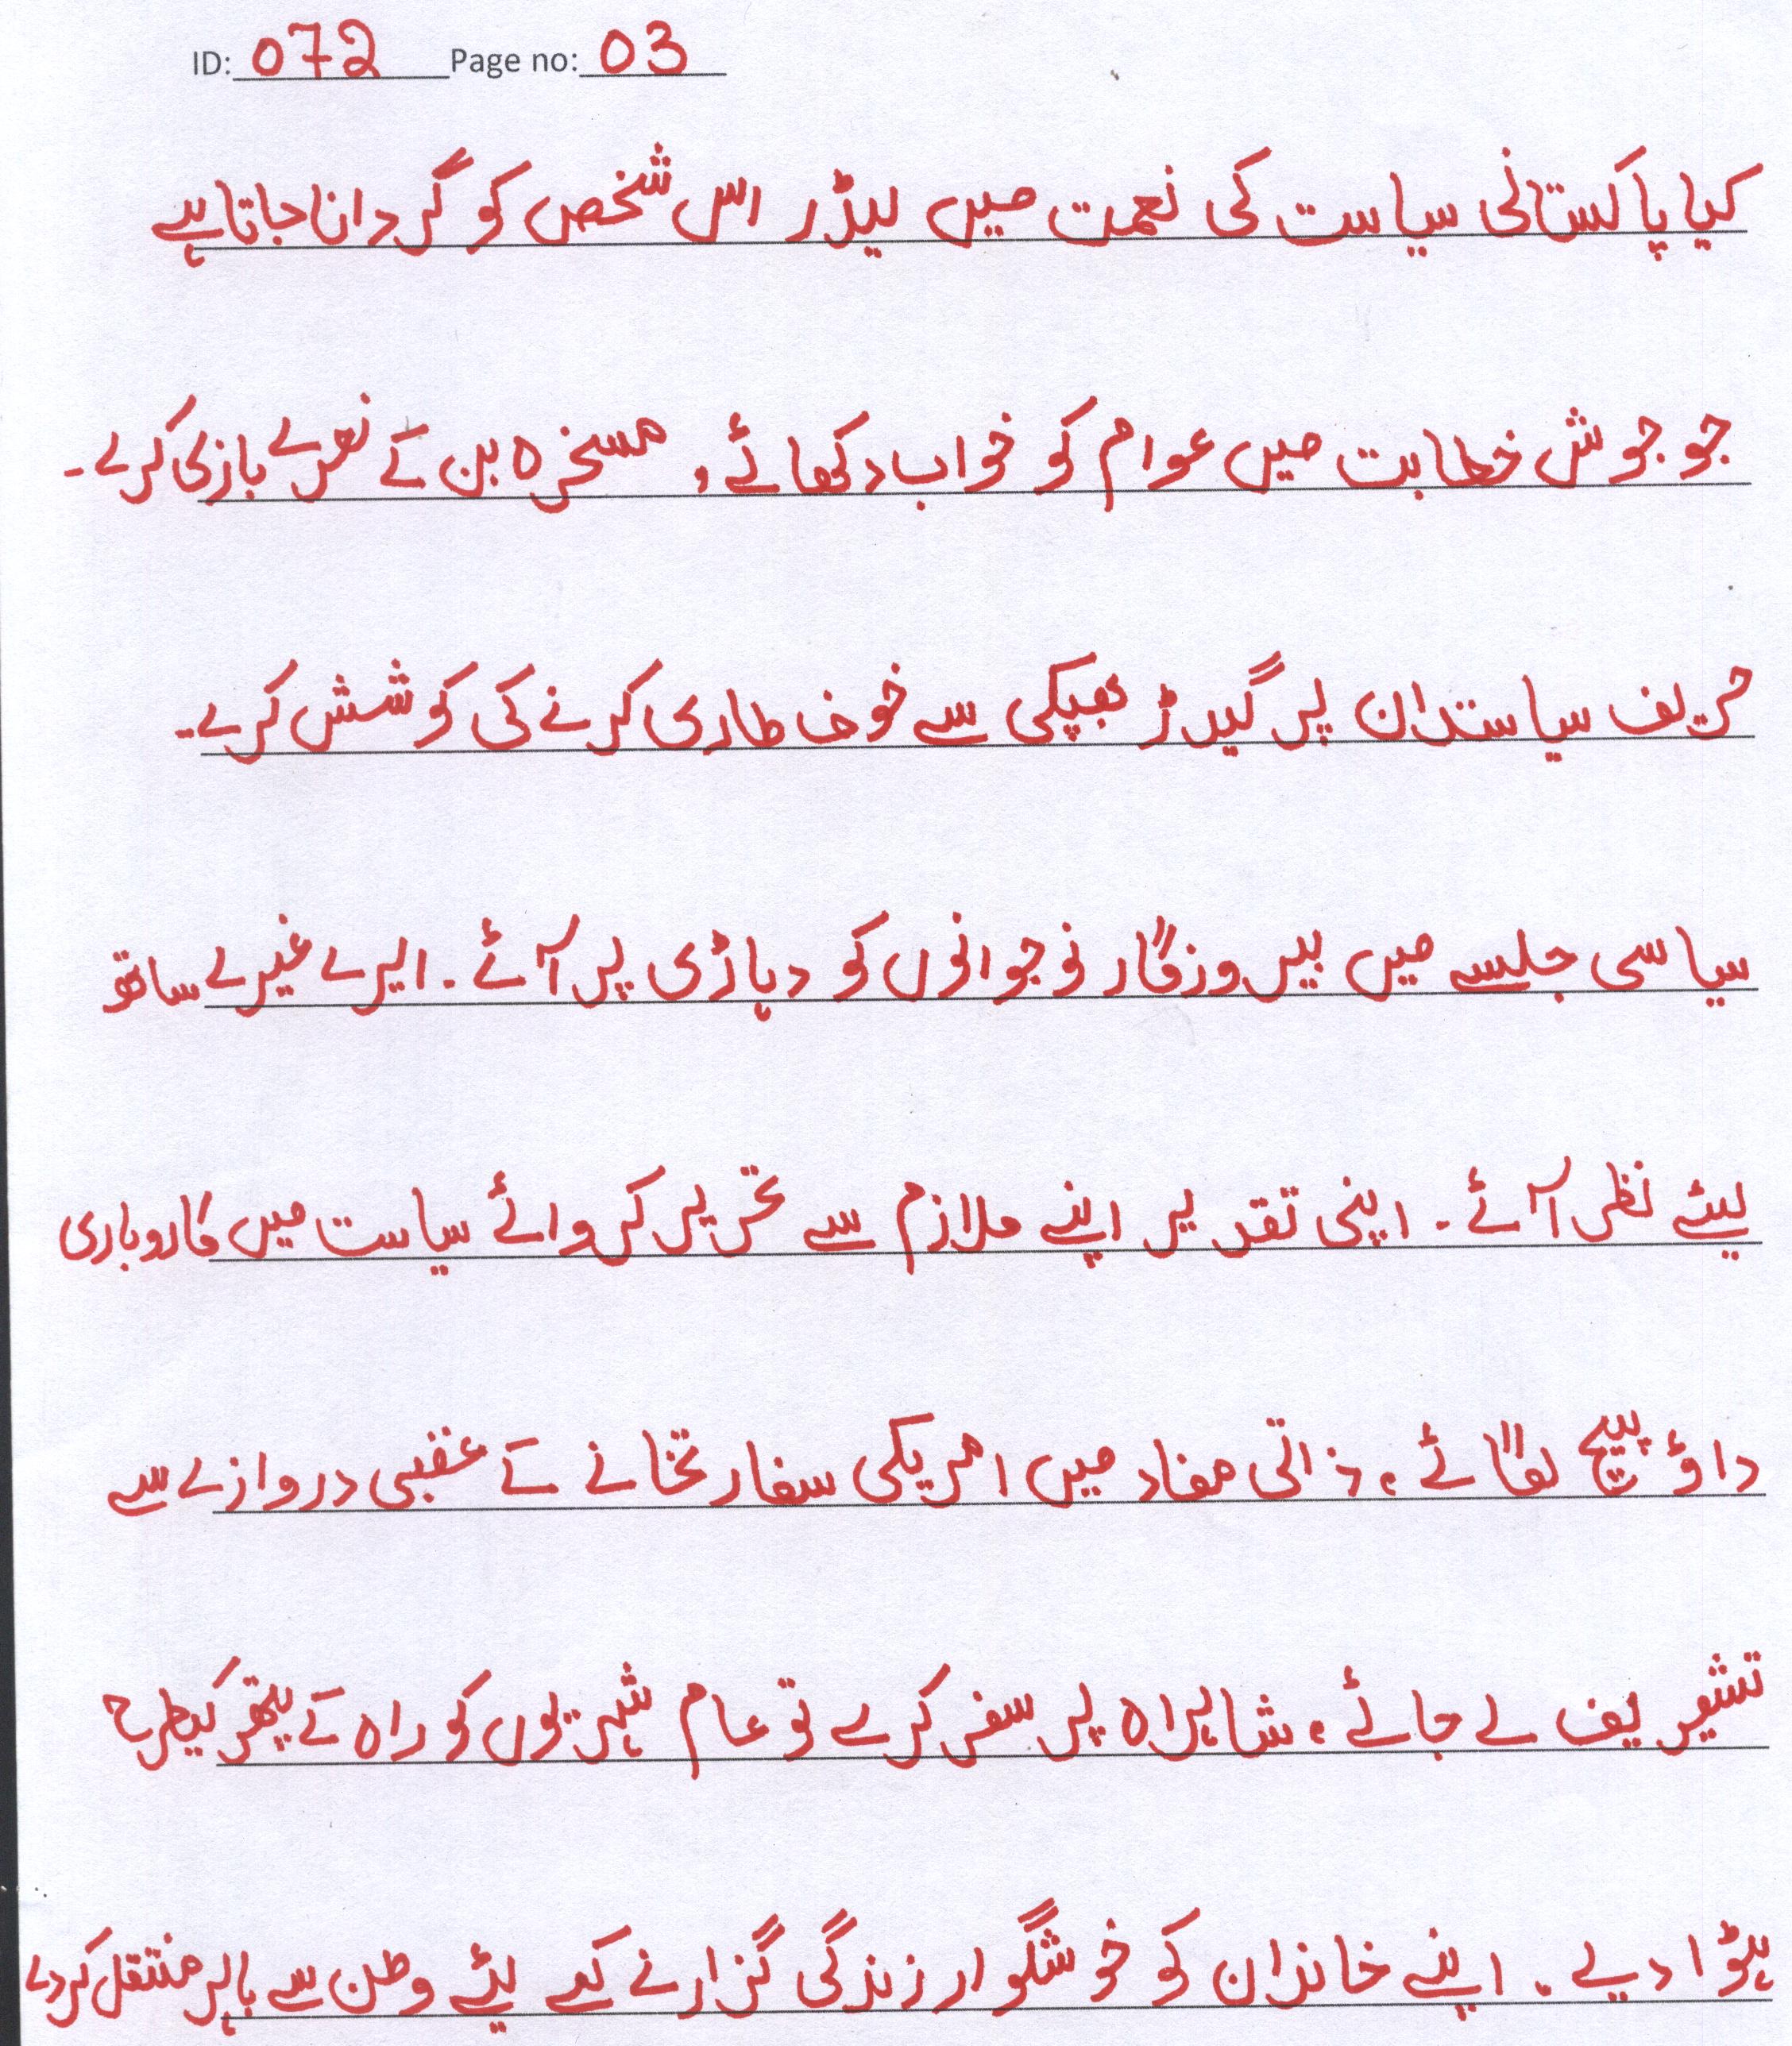 ID: 072 Page no: 03
کیا پاکستانی سیاست کی نعمت میں لیڈر اس شخص کو گردانا جاتا ہے
جو جوش خطابت میں عوام کو خواب دکھائے، مسخرہ بن کے نعرے بازی کرے۔
حریف سیاستدان پر گیدڑ بھپکی سے خوف طاری کرنے کی کوشش کرے۔
سیاسی جلسے میں بیروزگار نوجوانوں کو دہاڑی پر آئے۔ ایرے غیرے ساتھ
لیئے نظر آئے۔ اپنی تقدیر اپنے ملازم سے تحریر کروائے سیاست میں کاروباری
داؤ پیچ لگائے، ذاتی مفاد میں امریکی سفارتخانے کے عقبی دروازے سے
تشریف لے جائے، شاہراہ پر سفر کرے تو عام شہریوں کو راہ کے پتھر کیطرح
ہٹوا دیے۔ اپنے خاندان کو خوشگوار زندگی گزارنے کے لیئے وطن سے باہر منتقل کردے